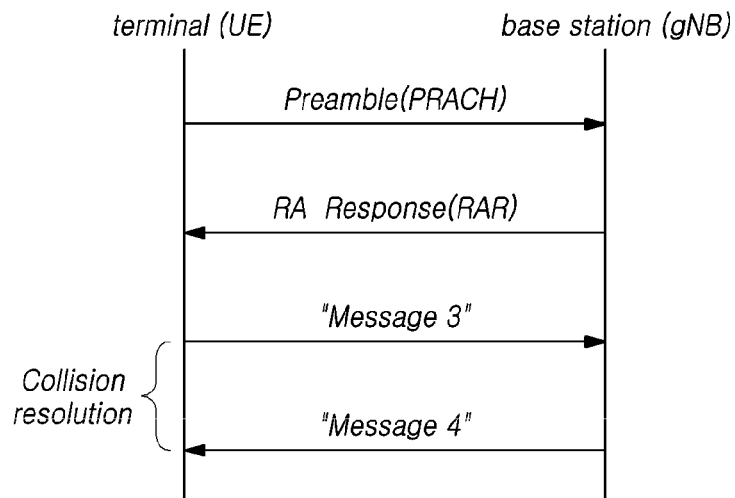 terminal (UE)
base station (gNB)
Preamble(PRACH)
RA Response(RAR)
"Message 3"
Collision
resolution
"Message 4"